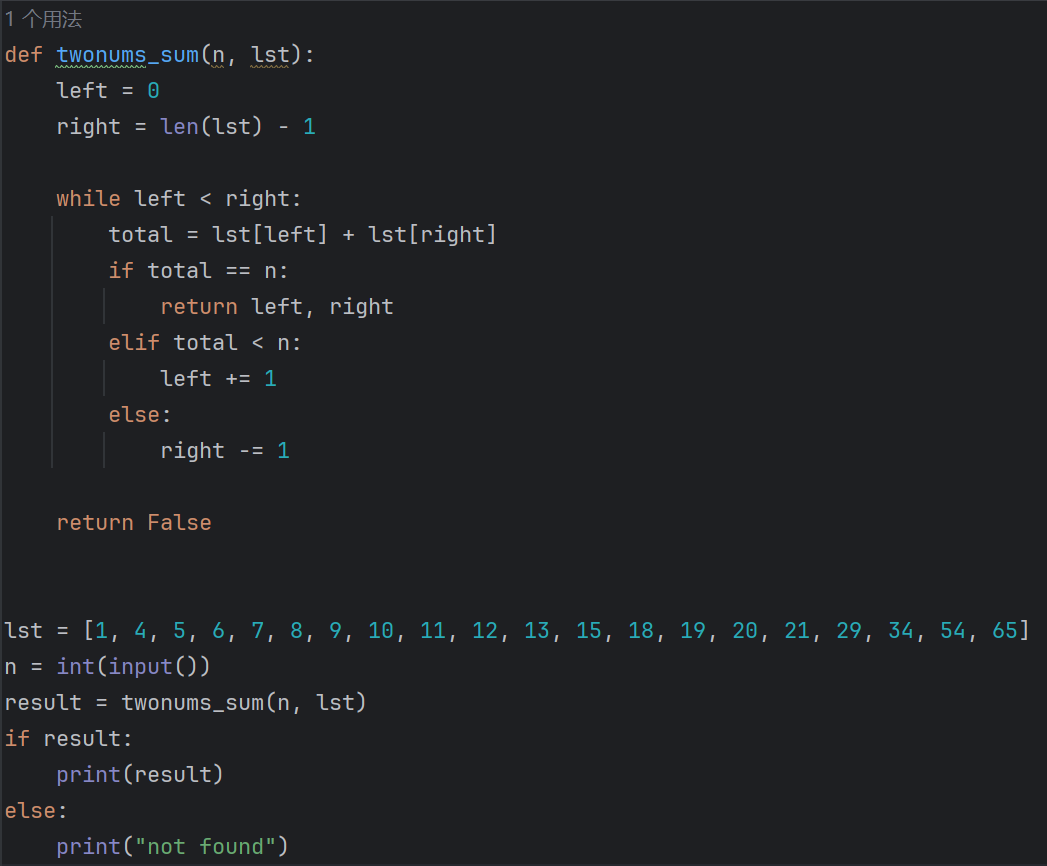 1 个用法
def twonums_sum(n, lst):
    left = 0
    right = len(lst) - 1
    while left < right:
        total = lst[left] + lst[right]
        if total == n:
            return left, right
        elif total < n:
            left += 1
        else:
            right -= 1
    return False
lst = [1, 4, 5, 6, 7, 8, 9, 10, 11, 12, 13, 15, 18, 19, 20, 21, 29, 34, 54, 65]
n = int(input())
result = twonums_sum(n, lst)
if result:
    print(result)
else:
    print("not found")